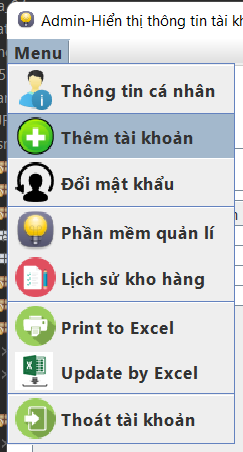 Admin-Hiển thị thông tin tài kh
Menu
Thông tin cá nhân
Thêm tài khoản
Đổi mật khẩu
Phần mềm quản lí
Lịch sử kho hàng
Print to Excel
Update by Excel
Thoát tài khoản